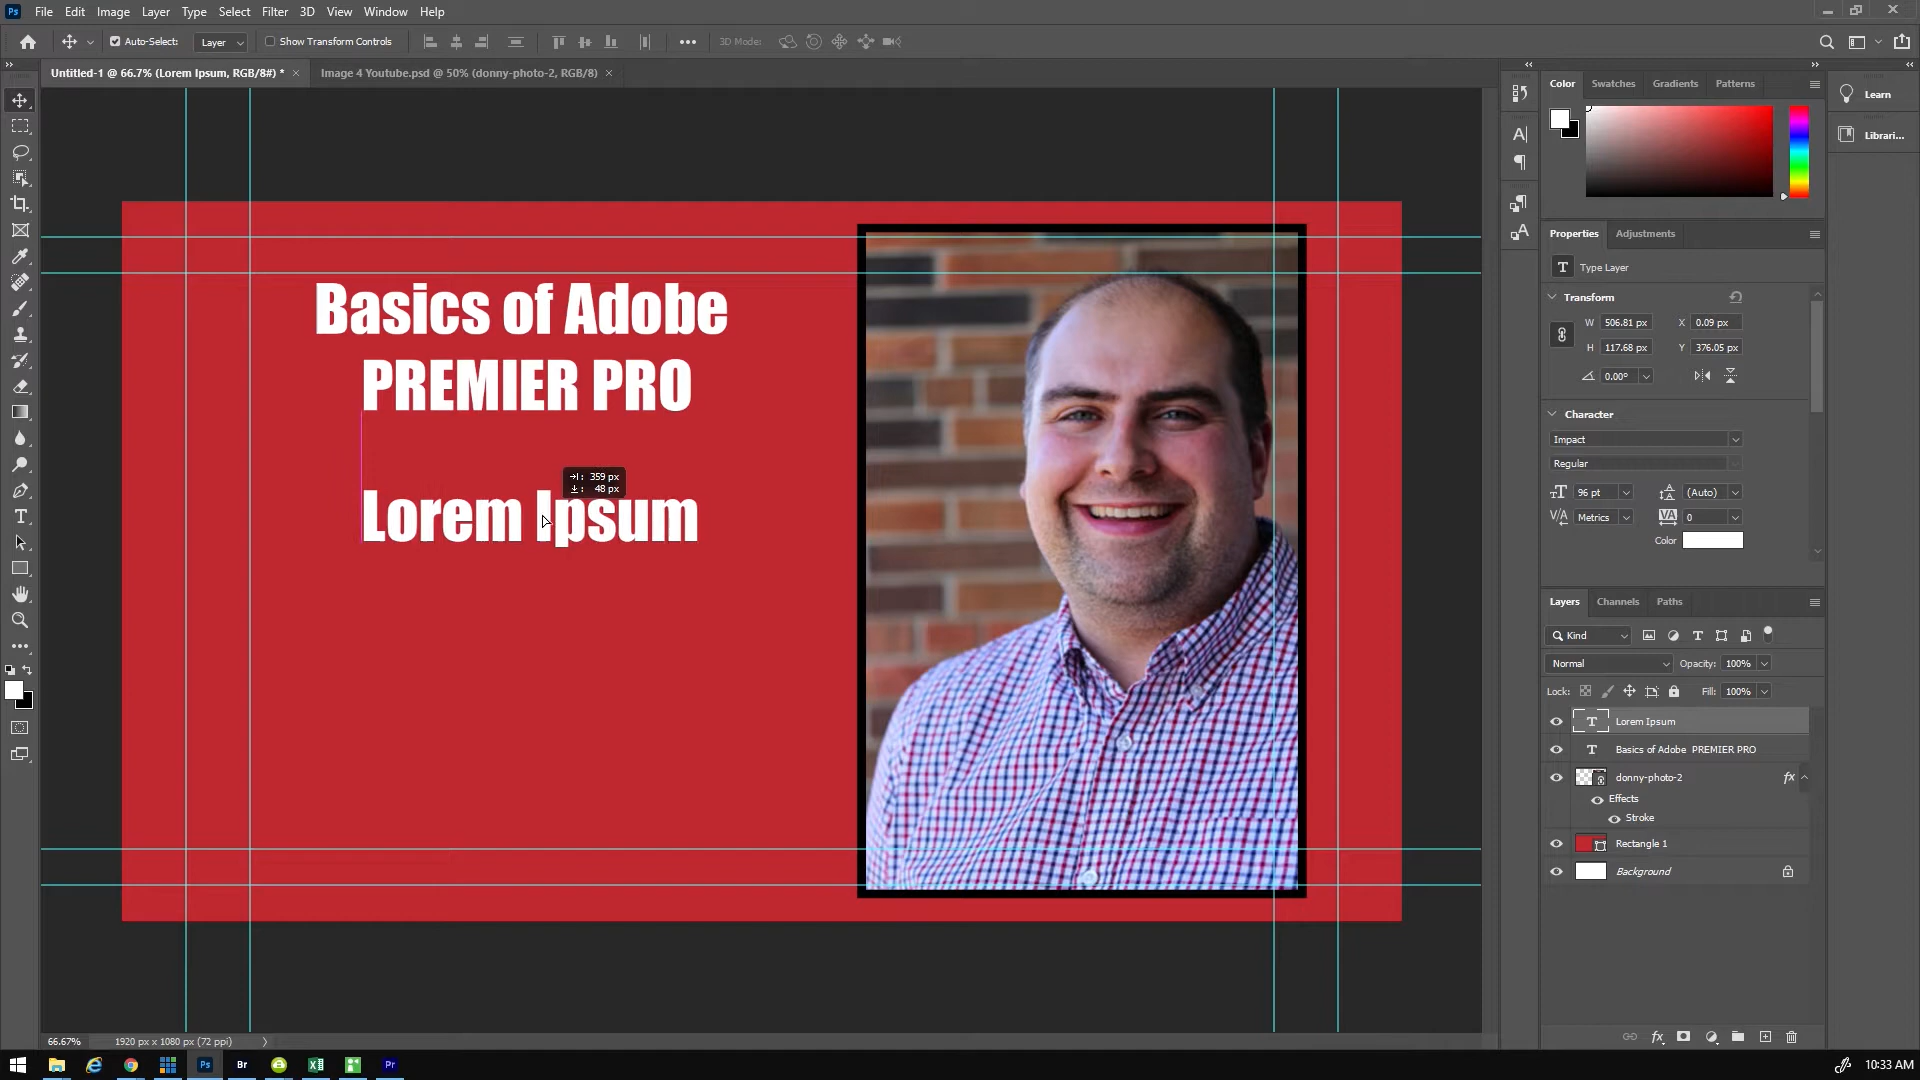 Ps File Edit Image Layer Type Select Filter 3D View Window Help
Auto-Select: Layer Show Transform Controls 3D Mode:
Untitled-1 @ 66.7% (Lorem Ipsum, RGB/8#) * × Image 4 Youtube.psd @ 50% (donny-photo-2, RGB/8) ×
Color Swatches Gradients Patterns
Learn
Librari...
Properties Adjustments
T Type Layer
Transform
W 506.81 px X 0.09 px
H 117.68 px Y 376.05 px
0.00°
Character
Impact
Regular
96 pt (Auto)
Metrics 0
Color
Basics of Adobe
PREMIER PRO
359 px
48 px
Lorem Ipsum
Layers Channels Paths
Kind
Normal Opacity: 100%
Lock: Fill: 100%
T Lorem Ipsum
T Basics of Adobe PREMIER PRO
donny-photo-2 fx
Effects
Stroke
Rectangle 1
Background
fx
66.67% 1920 px x 1080 px (72 ppi)
Ps Br Pr 10:33 AM